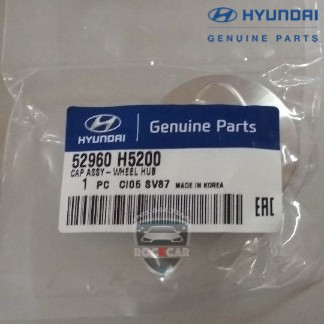 HYUNDAI
GENUINE PARTS
HYUNDAI
Genuine Parts
52960 H5200
CAP ASSY-WHEEL HUB
1 PC CI05 SV87 MADE IN KOREA
EAC
ROCKCAR